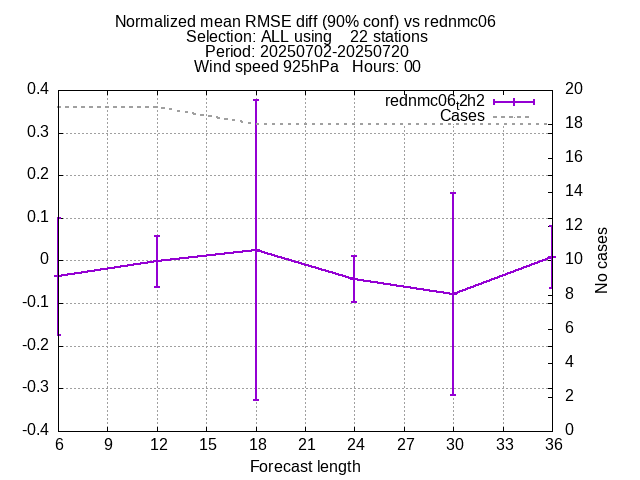 Normalized mean RMSE diff (90% conf) vs rednmc06
Selection: ALL using    22 stations
Period: 20250702-20250720
Wind speed 925hPa   Hours: 00
rednmc06_t2h2
Cases
0.4
0.3
0.2
0.1
0
-0.1
-0.2
-0.3
-0.4
20
18
16
14
12
10
8
6
4
2
0
No cases
6 9 12 15 18 21 24 27 30 33 36
Forecast length